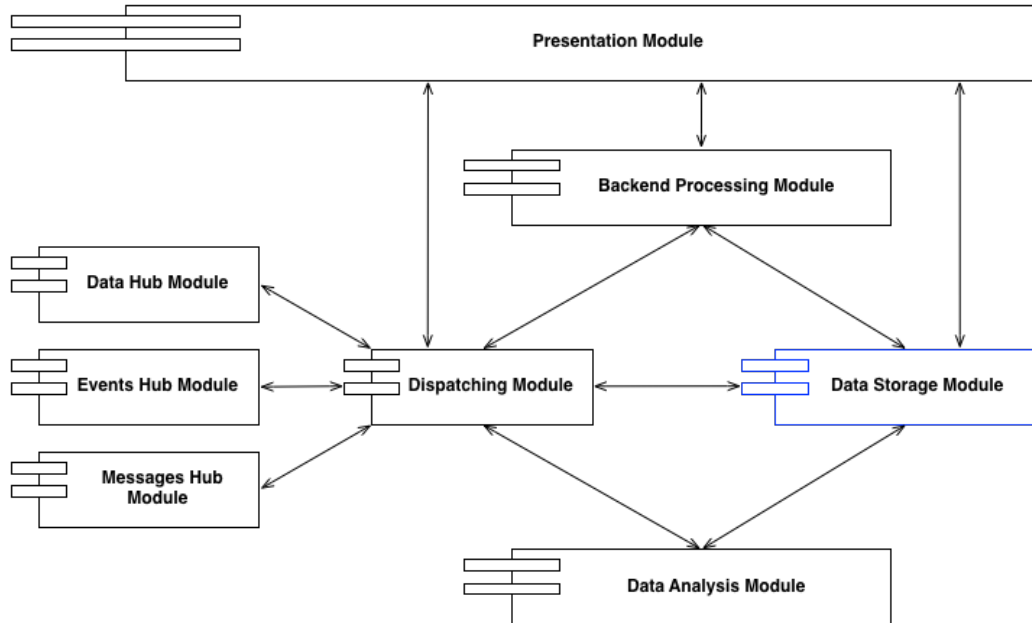 Presentation Module
Backend Processing Module
Data Hub Module
Events Hub Module
Dispatching Module
Data Storage Module
Messages Hub
Module
Data Analysis Module